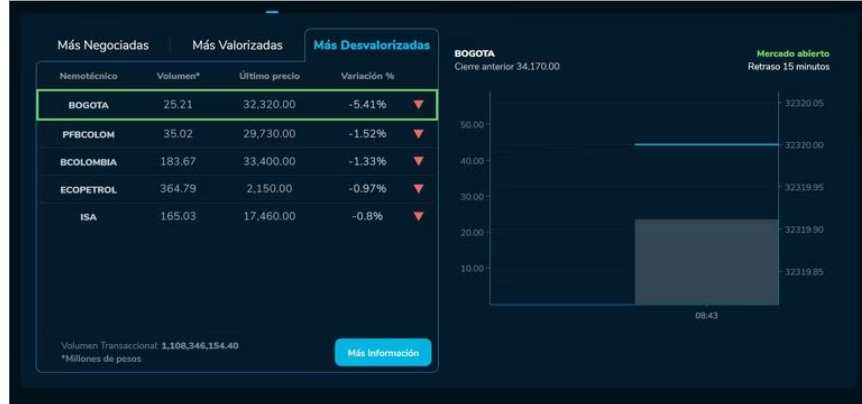 Más Negociadas Más Valorizadas Más Desvalorizadas
Nemotécnico Volumen* Último precio Variación %
BOGOTA 25.21 32,320.00 -5.41%
PFBCOLOM 35.02 29,730.00 -1.52%
BCOLOMBIA 183.67 33,400.00 -1.33%
ECOPETROL 364.79 2,150.00 -0.97%
ISA 165.03 17,460.00 -0.8%
Volumen Transaccional: 1,108,346,154.40
*Millones de pesos
Más Información
BOGOTA Mercado abierto
Cierre anterior 34,170.00 Retraso 15 minutos
32320.05
50.00
32320.00
40.00
32319.95
30.00
32319.90
20.00
32319.85
10.00
08:43